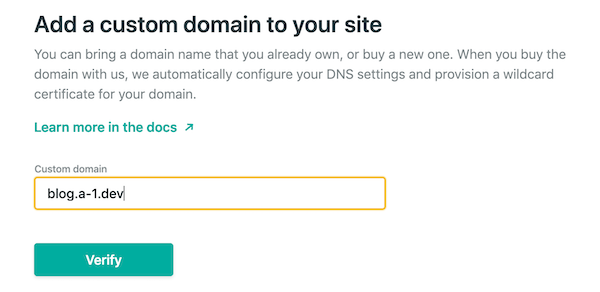 Add a custom domain to your site
You can bring a domain name that you already own, or buy a new one. When you buy the
domain with us, we automatically configure your DNS settings and provision a wildcard
certificate for your domain.
Learn more in the docs ↗
Custom domain
blog.a-1.dev
Verify